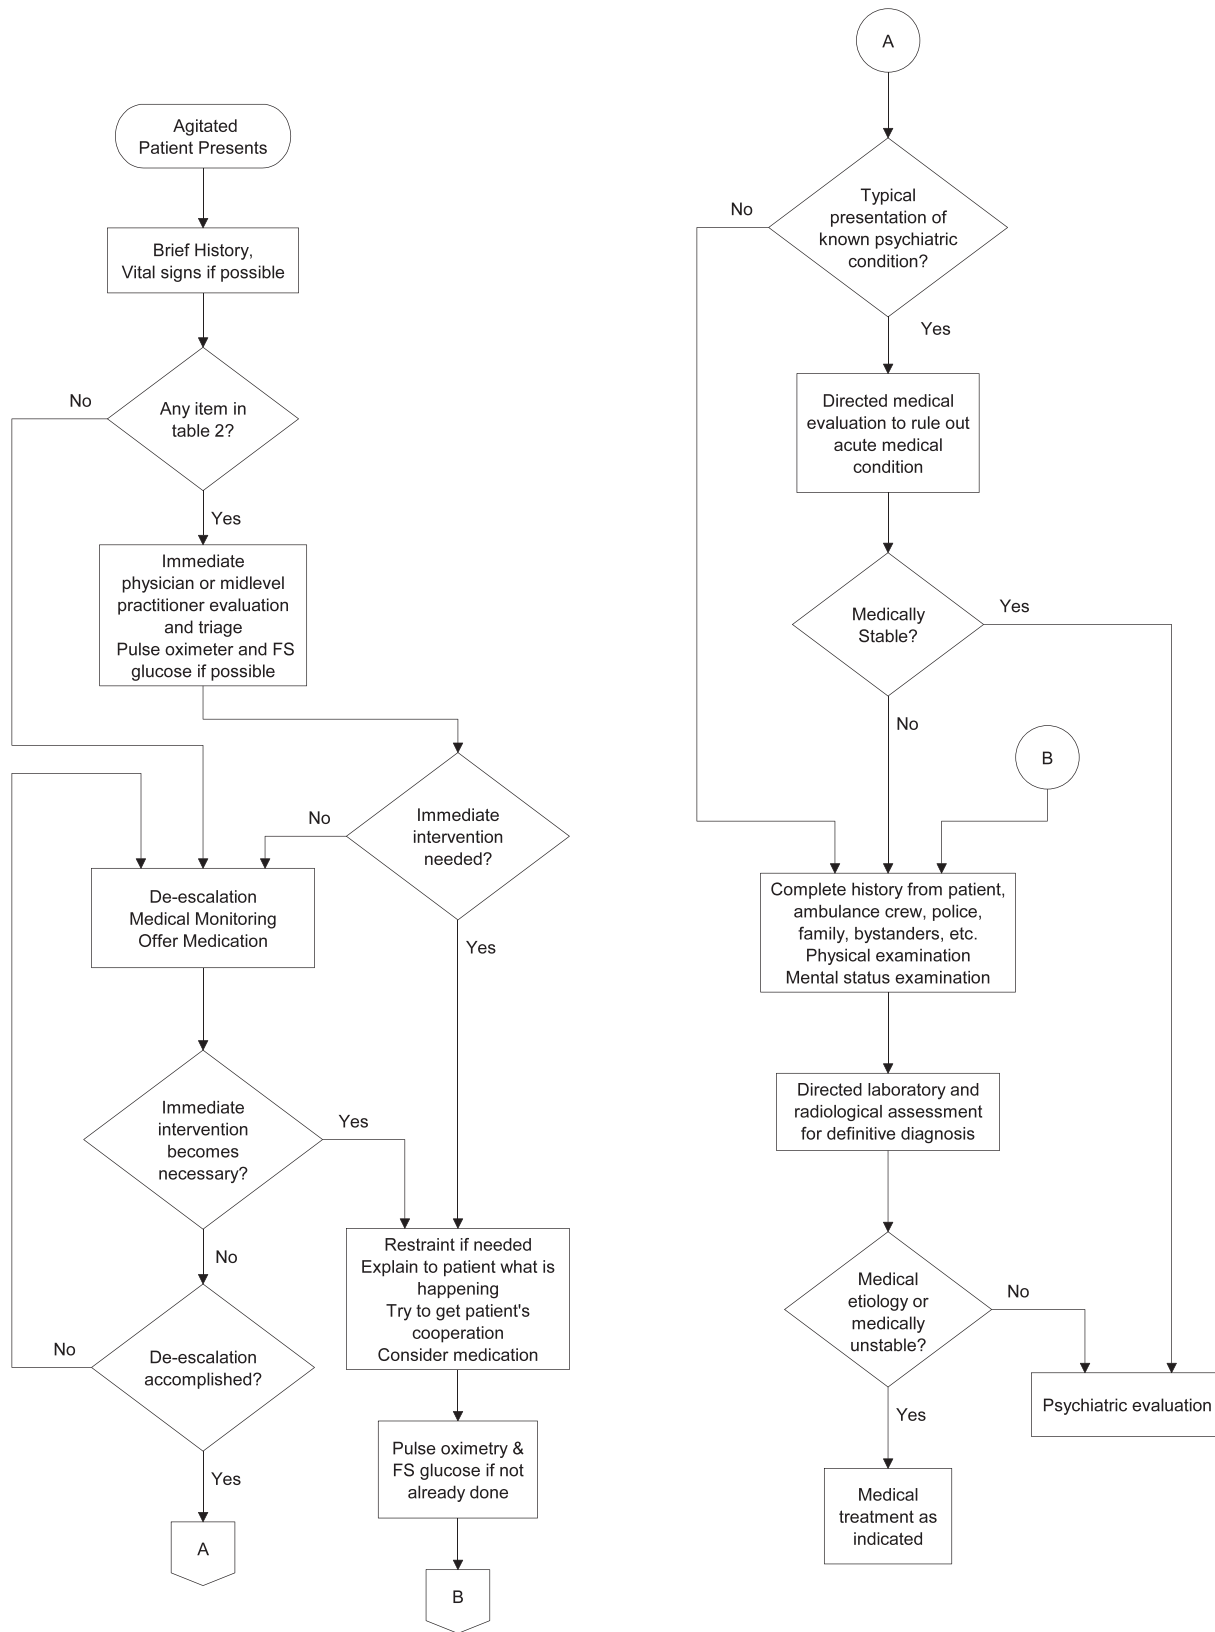 Agitated
Patient Presents
Brief History,
Vital signs if possible
Any item in
table 2?
No
Yes
Immediate
physician or midlevel
practitioner evaluation
and triage
Pulse oximeter and FS
glucose if possible
Immediate
intervention
needed?
No
Yes
De-escalation
Medical Monitoring
Offer Medication
Immediate
intervention
becomes
necessary?
Yes
No
De-escalation
accomplished?
No
Yes
A
Restraint if needed
Explain to patient what is
happening
Try to get patient's
cooperation
Consider medication
Pulse oximetry &
FS glucose if not
already done
B
A
Typical
presentation of
known psychiatric
condition?
No
Yes
Directed medical
evaluation to rule out
acute medical
condition
Medically
Stable?
Yes
No
B
Complete history from patient,
ambulance crew, police,
family, bystanders, etc.
Physical examination
Mental status examination
Directed laboratory and
radiological assessment
for definitive diagnosis
Medical
etiology or
medically
unstable?
No
Yes
Psychiatric evaluation
Medical
treatment as
indicated